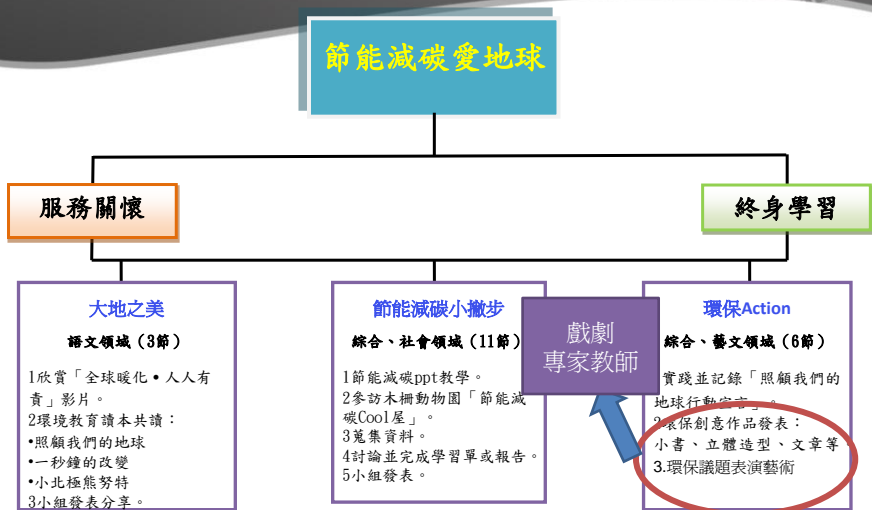 節能減碳愛地球
服務關懷
終身學習
大地之美
語文領域（3節）
1欣賞「全球暖化•人人有
責」影片。
2環境教育讀本共讀：
•照顧我們的地球
•一秒鐘的改變
•小北極熊努特
3小組發表分享。
節能減碳小撇步
綜合、社會領域（11節）
1節能減碳ppt教學。
2參訪木柵動物園「節能減
碳Cool屋」。
3蒐集資料。
4討論並完成學習單或報告。
5小組發表。
戲劇
專家教師
環保Action
綜合、藝文領域（6節）
實踐並記錄「照顧我們的
地球行動宣言」。
2環保創意作品發表：
小書、立體造型、文章等
3.環保議題表演藝術